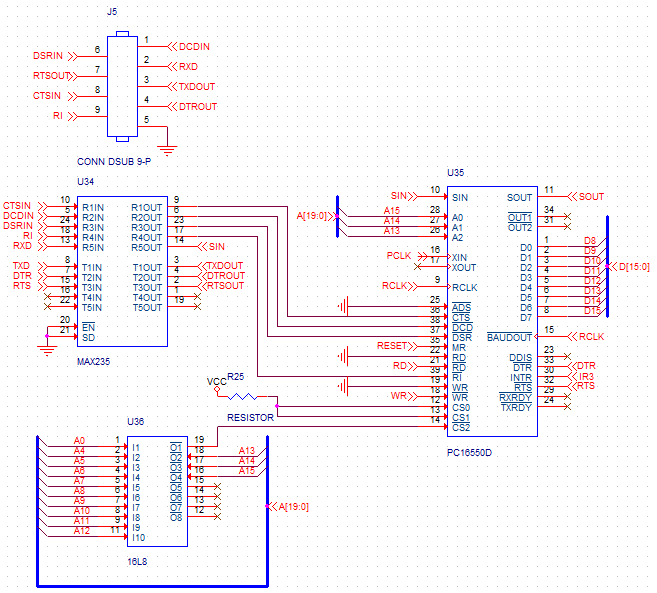 J5
DSRIN 6
RTSOUT 7
CTSIN 8
RI 9
1 DCDIN
2 RXD
3 TXDOUT
4 DTROUT
5
CONN DSUB 9-P
U34
CTSIN 10 R1IN R1OUT 9
DCDIN 5 R2IN R2OUT 6
DSRIN 24 R3IN R3OUT 23
RI 18 R4IN R4OUT 17
RXD 13 R5IN R5OUT 14 SIN
TXD 8 T1IN T1OUT 3 TXDOUT
DTR 7 T2IN T2OUT 4 DTROUT
RTS 15 T3IN T3OUT 2 RTSOUT
16 T4IN T4OUT 1
22 T5IN T5OUT 19
20 EN
21 SD
MAX235
VCC R25
RESISTOR
U35
SIN 10 SIN SOUT 11 SOUT
A[19:0]
A15 28 A0
A14 27 A1
A13 26 A2
OUT1 34
OUT2 31
PCLK 16 XIN
17 XOUT
RCLK 9 RCLK
D0 1 D8
D1 2 D9
D2 3 D10
D3 4 D11
D4 5 D12
D5 6 D13
D6 7 D14
D7 8 D15
D[15:0]
25 ADS
36 CTS
38 DCD
37 DSR
RESET 35 MR
22 RD
RD 21 RD
39 RI
19 WR
WR 18 WR
12 CS0
13 CS1
14 CS2
BAUDOUT 15 RCLK
DDIS 23
DTR 33 DTR
INTR 30 IR3
RTS 32 RTS
RXRDY 29
TXRDY 24
PC16550D
U36
A0 1 I1 O1 19
A4 2 I2 O2 18 A13
A5 3 I3 O3 17 A14
A6 4 I4 O4 16 A15
A7 5 I5 O5 15
A8 6 I6 O6 14
A9 7 I7 O7 13
A10 8 I8 O8 12
A11 9 I9
A12 11 I10
A[19:0]
16L8